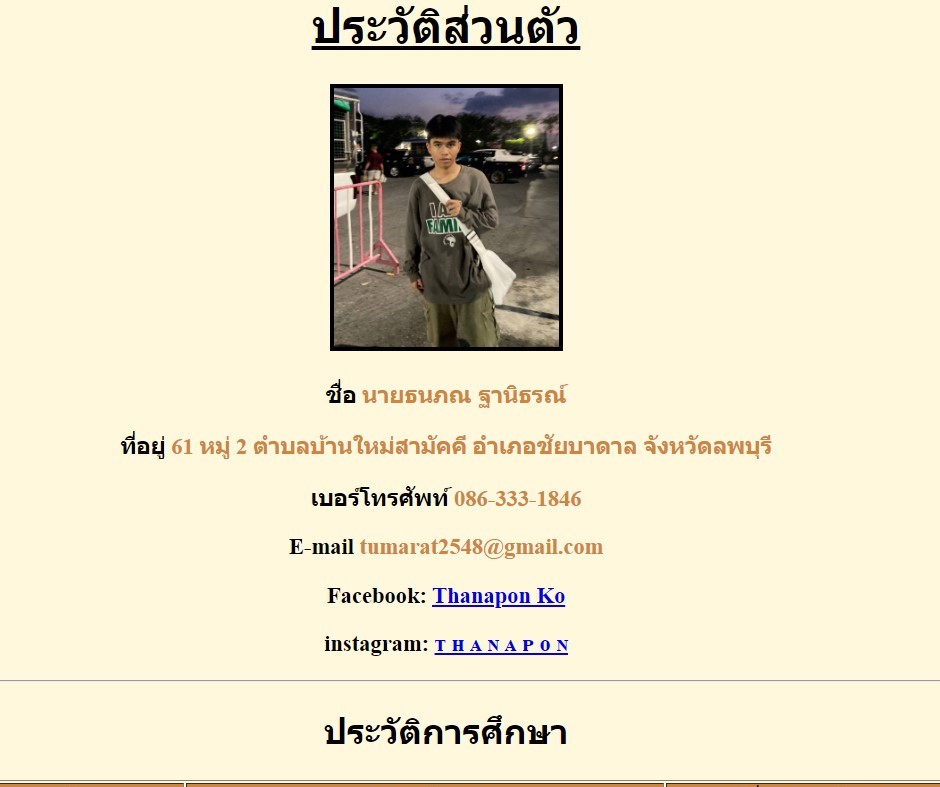 ประวัติส่วนตัว
I A
FAMI
ชื่อ นายธนภณ ฐานิธรณ์
ที่อยู่ 61 หมู่ 2 ตำบลบ้านใหม่สามัคคี อำเภอชัยบาดาล จังหวัดลพบุรี
เบอร์โทรศัพท์ 086-333-1846
E-mail tumarat2548@gmail.com
Facebook: Thanapon Ko
instagram: T H A N A P O N
ประวัติการศึกษา